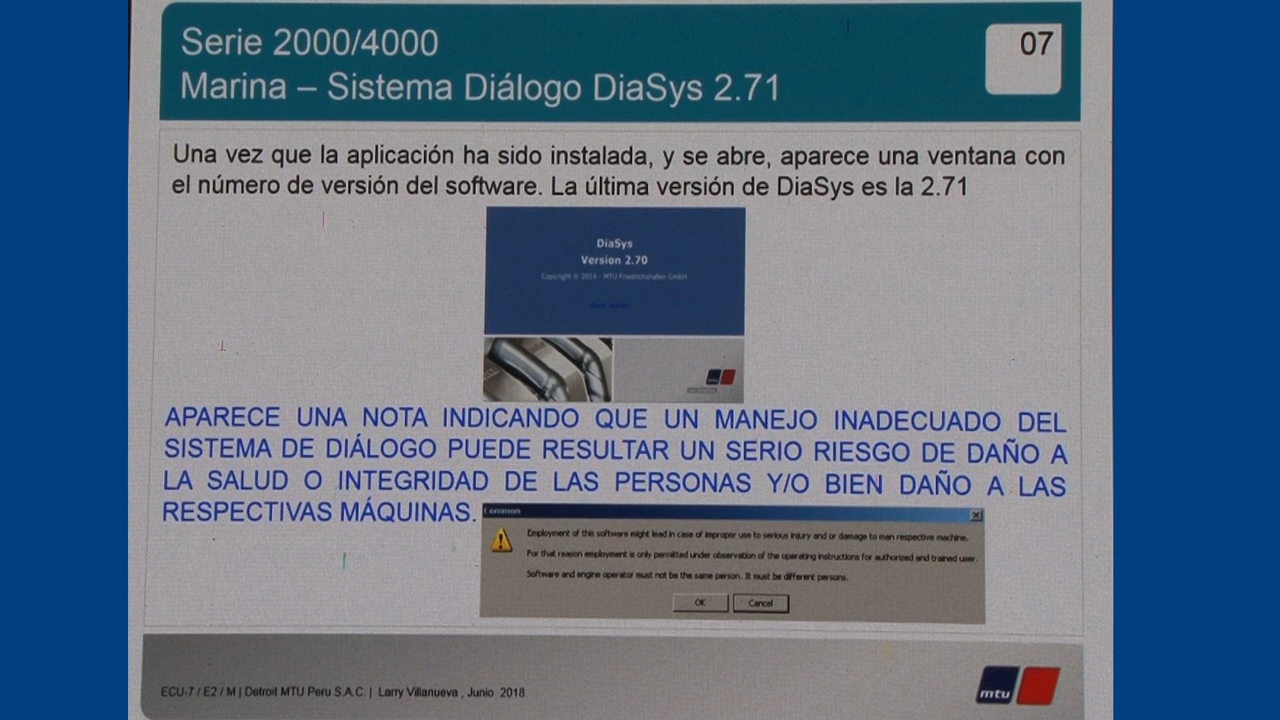 Serie 2000/4000
Marina – Sistema Diálogo DiaSys 2.71
07
Una vez que la aplicación ha sido instalada, y se abre, aparece una ventana con
el número de versión del software. La última versión de DiaSys es la 2.71
DiaSys
Version 2.70
Copyright © 2014 - MTU Friedrichshafen GmbH
APARECE UNA NOTA INDICANDO QUE UN MANEJO INADECUADO DEL
SISTEMA DE DIÁLOGO PUEDE RESULTAR UN SERIO RIESGO DE DAÑO A
LA SALUD O INTEGRIDAD DE LAS PERSONAS Y/O BIEN DAÑO A LAS
RESPECTIVAS MÁQUINAS.
Common
Employment of this software might lead in case of improper use to serious injury and or damage to man respective machine.
For that reason employment is only permitted under observation of the operating instructions for authorized and trained user.
Software and engine operator must not be the same person. It must be different persons.
OK Cancel
ECU-7 / E2 / M | Detroit MTU Peru S.A.C. | Larry Villanueva , Junio 2018
mtu